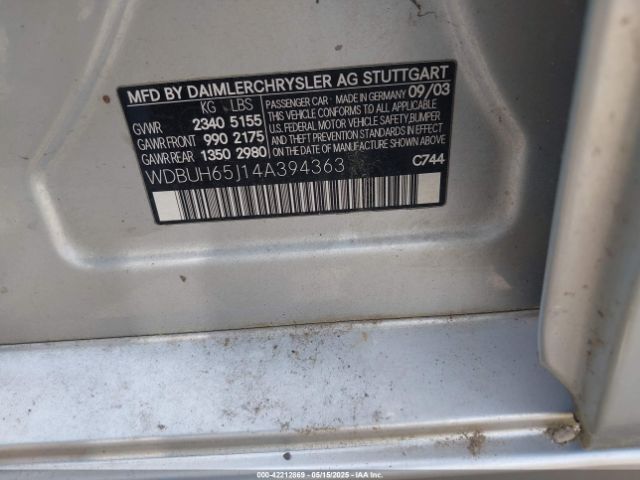 MFD BY DAIMLERCHRYSLER AG STUTTGART
KG LBS
GVWR 2340 5155
GAWR FRONT 990 2175
GAWR REAR 1350 2980
PASSENGER CAR - MADE IN GERMANY 09/03
THIS VEHICLE CONFORMS TO ALL APPLICABLE
U.S. FEDERAL MOTOR VEHICLE SAFETY, BUMPER
AND THEFT PREVENTION STANDARDS IN EFFECT
ON THE DATE OF MANUFACTURE SHOWN ABOVE.
WDBUH65J14A394363
C744
000-42212869 - 05/15/2025 - IAAI.COM